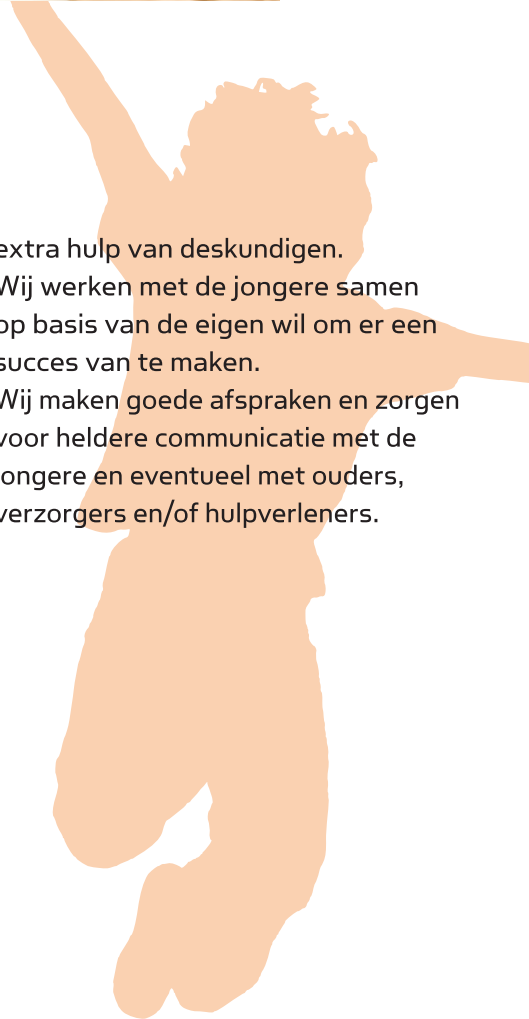 extra hulp van deskundigen.
Wij werken met de jongere samen
op basis van de eigen wil om er een
succes van te maken.
Wij maken goede afspraken en zorgen
voor heldere communicatie met de
jongere en eventueel met ouders,
verzorgers en/of hulpverleners.